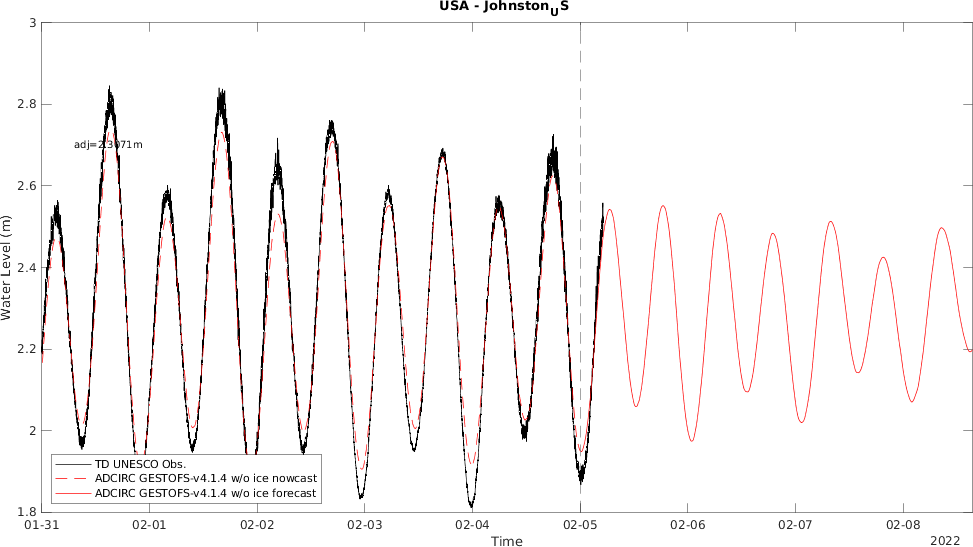 USA - Johnston_US
3
2.8
2.6
2.4
2.2
2
1.8
Water Level (m)
adj=2.3071m
TD UNESCO Obs.
ADCIRC GESTOFS-v4.1.4 w/o ice nowcast
ADCIRC GESTOFS-v4.1.4 w/o ice forecast
01-31 02-01 02-02 02-03 02-04 02-05 02-06 02-07 02-08
Time
2022